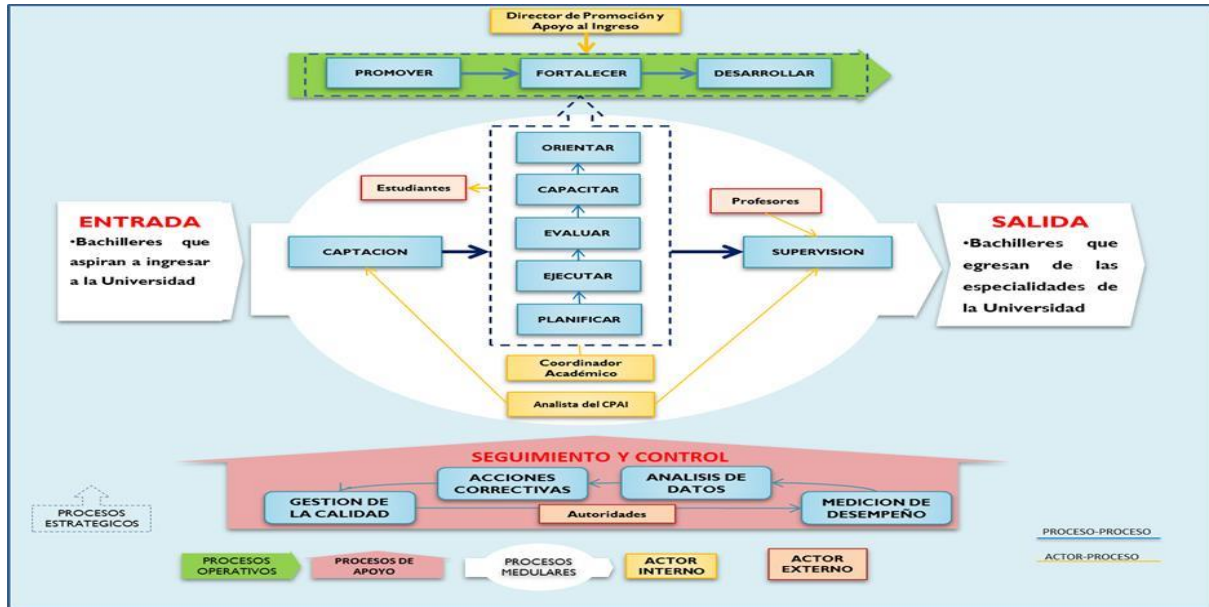 Director de Promoción y
Apoyo al Ingreso
PROMOVER
FORTALECER
DESARROLLAR
ORIENTAR
Estudiantes
CAPACITAR
Profesores
ENTRADA
•Bachilleres que
aspiran a ingresar
a la Universidad
EVALUAR
CAPTACION
SUPERVISION
EJECUTAR
PLANIFICAR
SALIDA
•Bachilleres que
egresan de las
especialidades de
la Universidad
Coordinador
Académico
Analista del CPAI
SEGUIMIENTO Y CONTROL
ACCIONES
CORRECTIVAS
ANALISIS DE
DATOS
GESTION DE
LA CALIDAD
Autoridades
MEDICION DE
DESEMPEÑO
PROCESOS
ESTRATEGICOS
PROCESO-PROCESO
ACTOR-PROCESO
PROCESOS
OPERATIVOS
PROCESOS DE
APOYO
PROCESOS
MEDULARES
ACTOR
INTERNO
ACTOR
EXTERNO